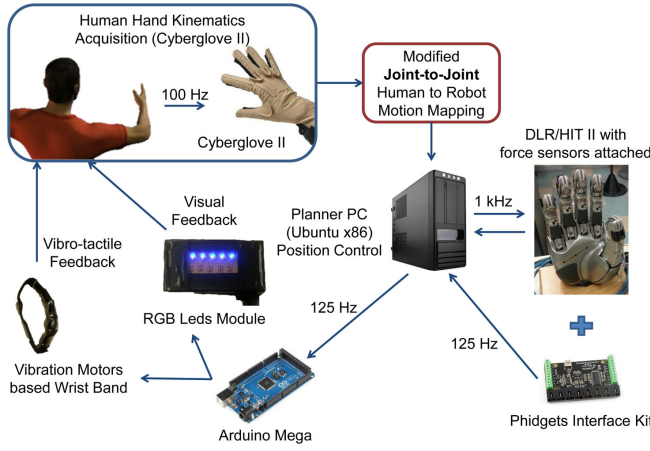 Human Hand Kinematics
Acquisition (Cyberglove II)
100 Hz
Cyberglove II
Modified
Joint-to-Joint
Human to Robot
Motion Mapping
DLR/HIT II with
force sensors attached
1 kHz
Planner PC
(Ubuntu x86)
Position Control
Visual
Feedback
Vibro-tactile
Feedback
RGB Leds Module
125 Hz
125 Hz
Vibration Motors
based Wrist Band
Arduino Mega
Phidgets Interface Kit